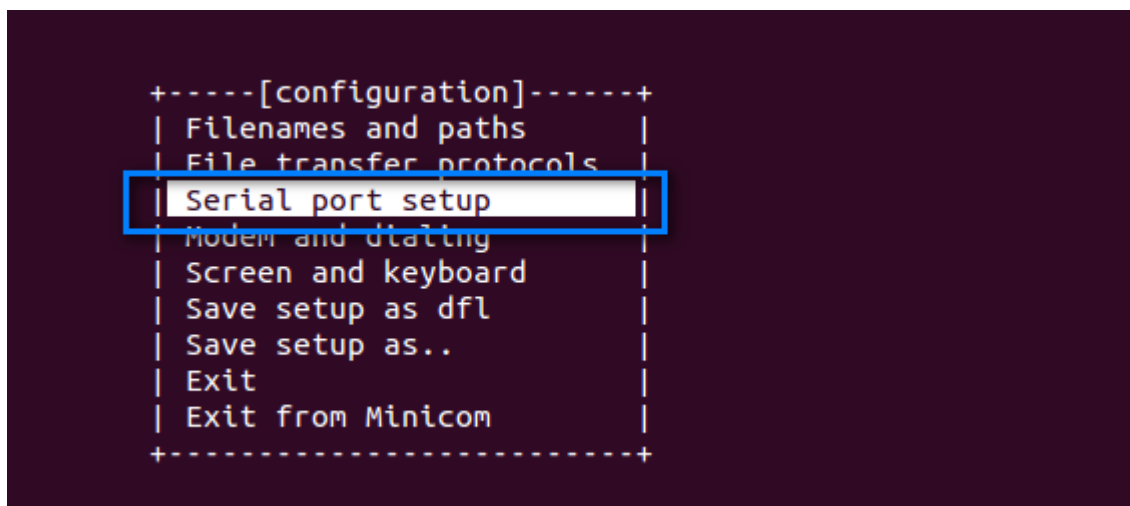 +-----[configuration]------+
| Filenames and paths |
| File transfer protocols |
| Serial port setup |
| Modem and dialing |
| Screen and keyboard |
| Save setup as dfl |
| Save setup as.. |
| Exit |
| Exit from Minicom |
+--------------------------+